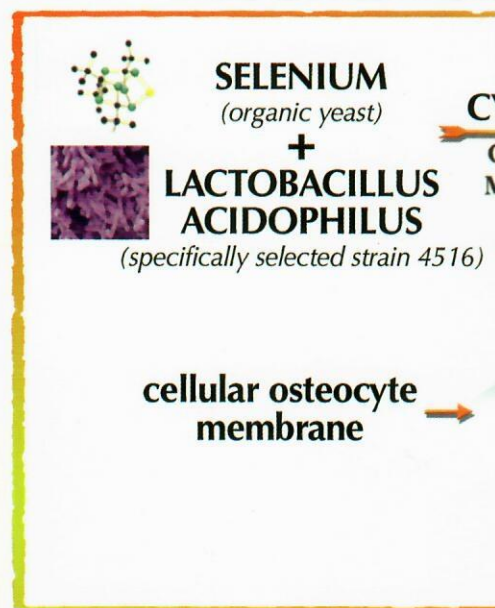 SELENIUM
(organic yeast)
+
LACTOBACILLUS
ACIDOPHILUS
(specifically selected strain 4516)
cellular osteocyte
membrane